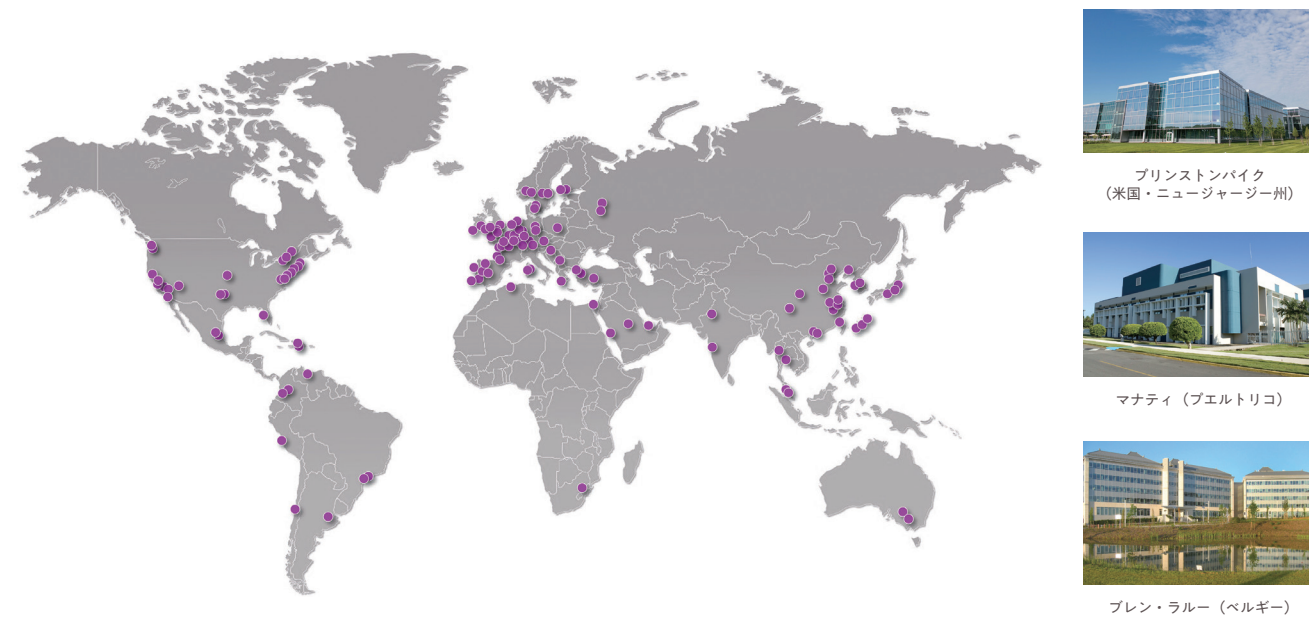 プリンストンパイク
（米国・ニュージャージー州）
マナティ（プエルトリコ）
ブレン・ラルー（ベルギー）